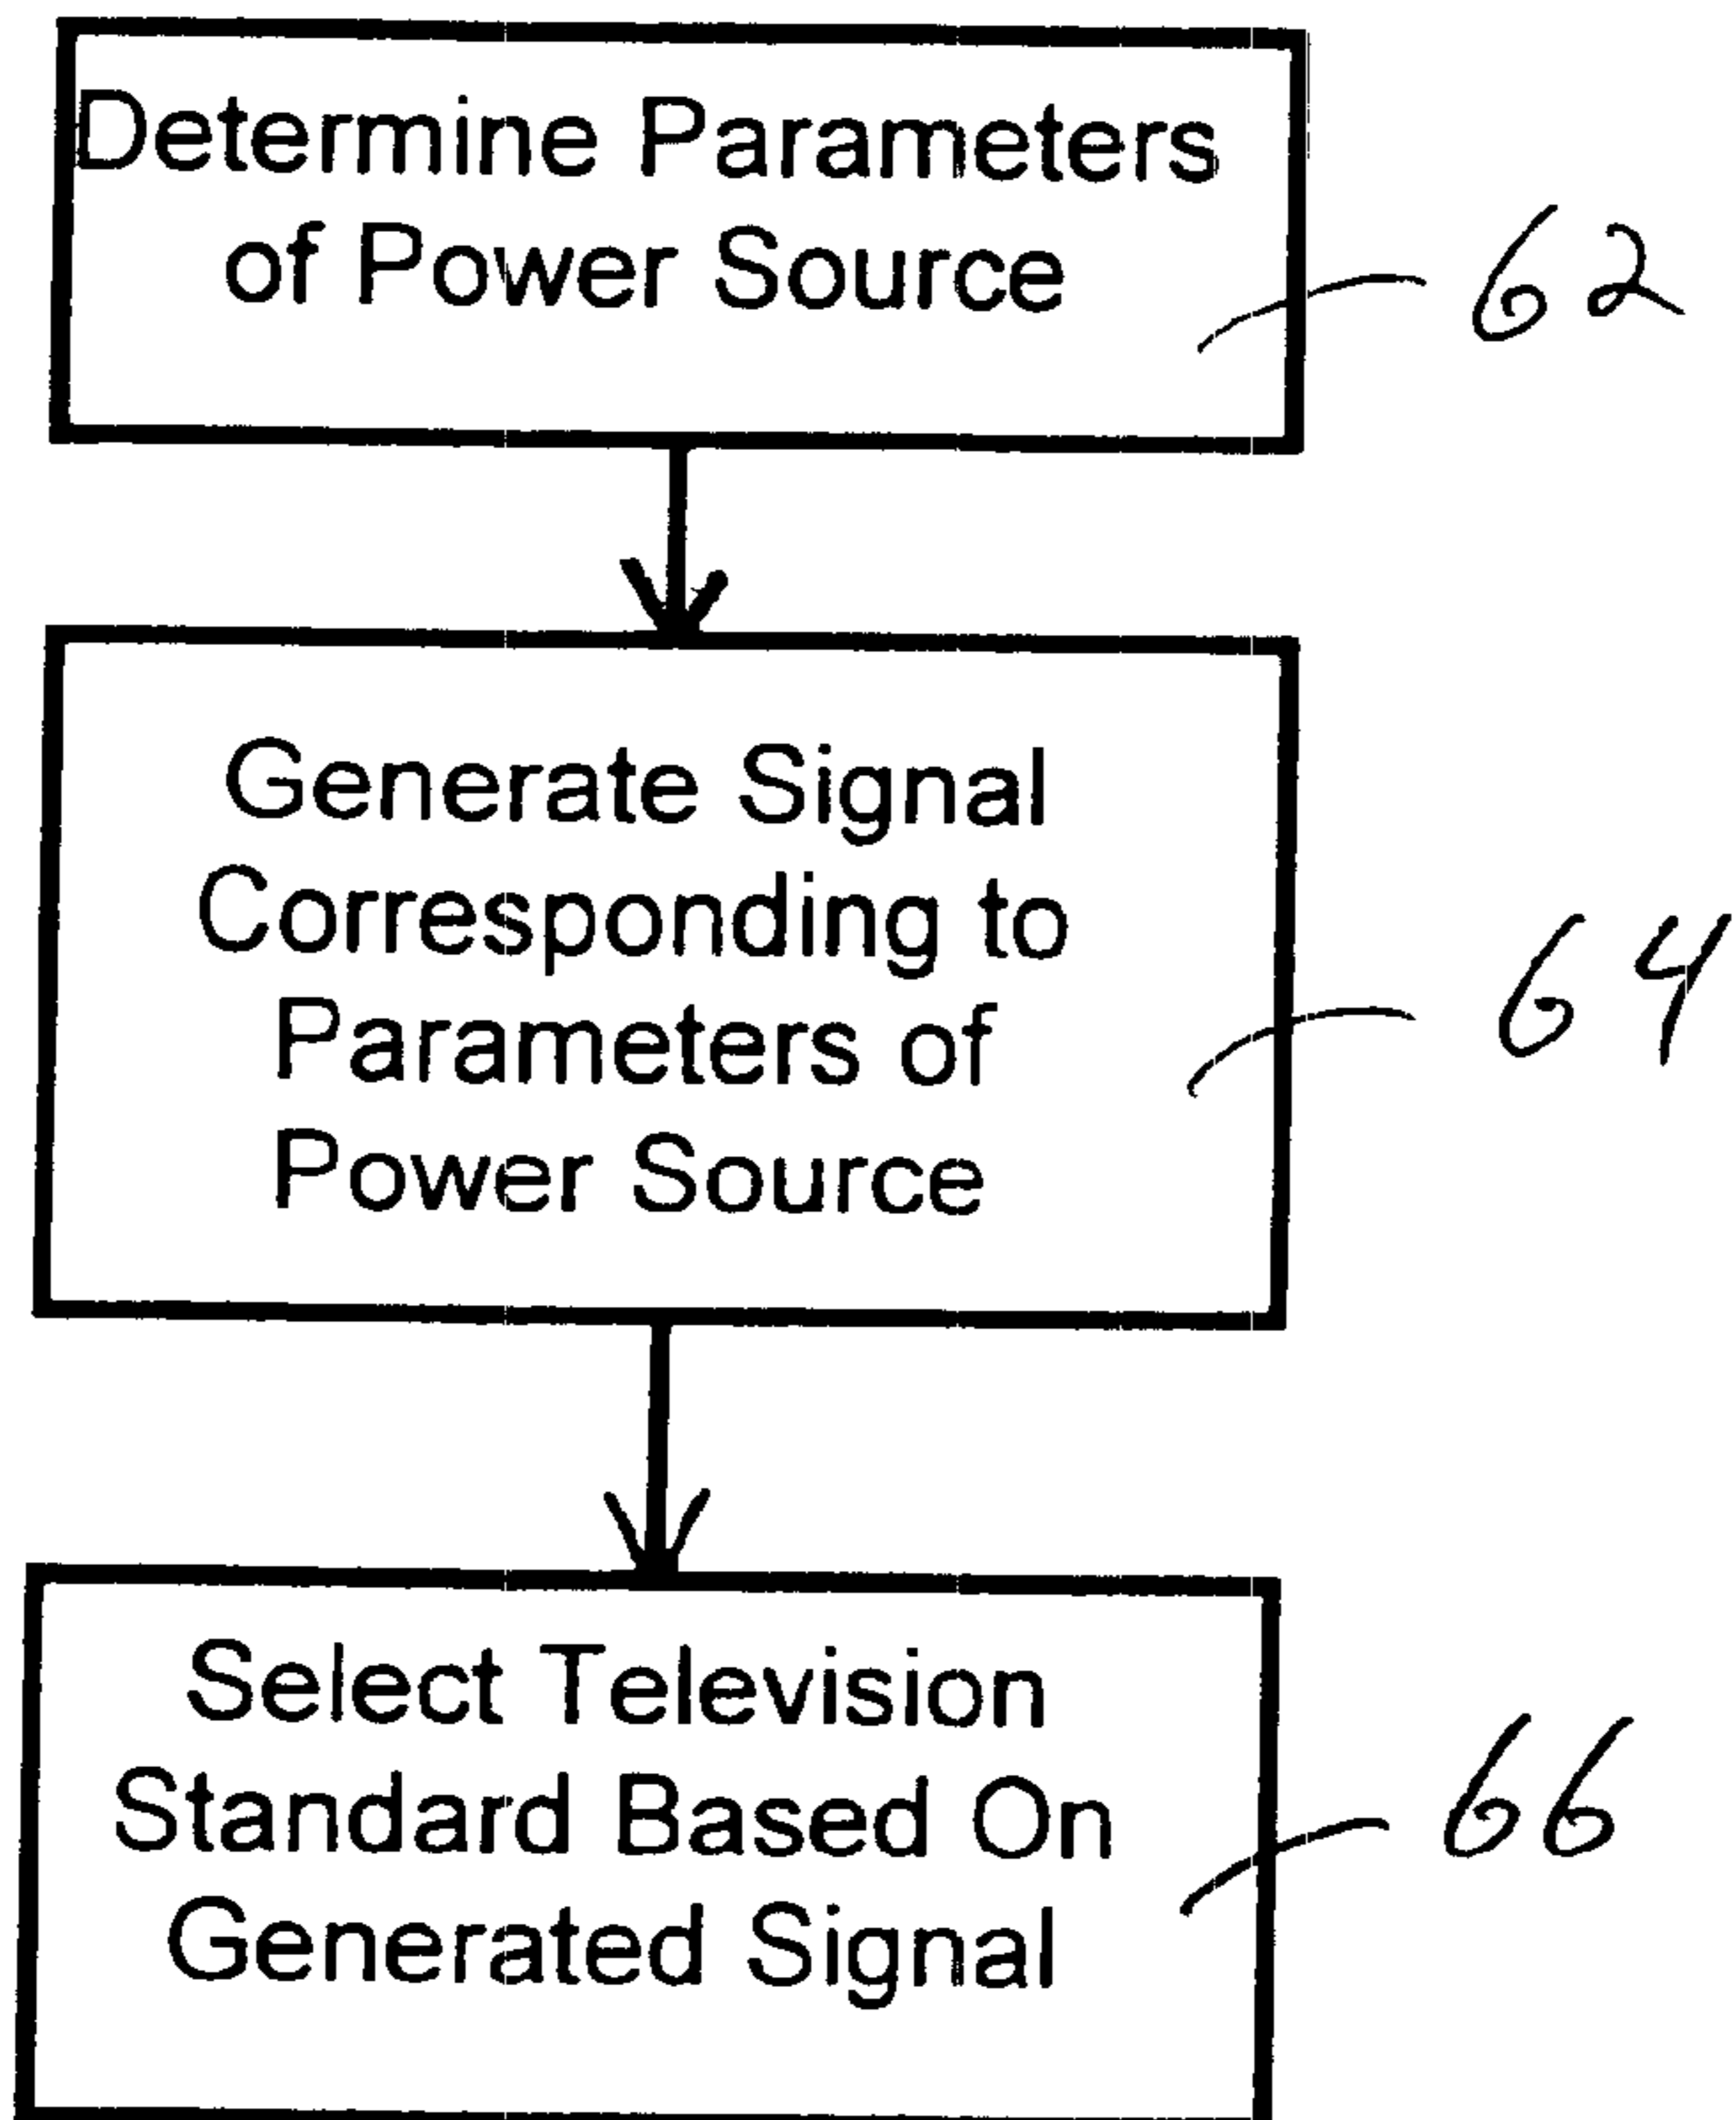 Determine Parameters
of Power Source
62
Generate Signal
Corresponding to
Parameters of
Power Source
64
Select Television
Standard Based On
Generated Signal
66